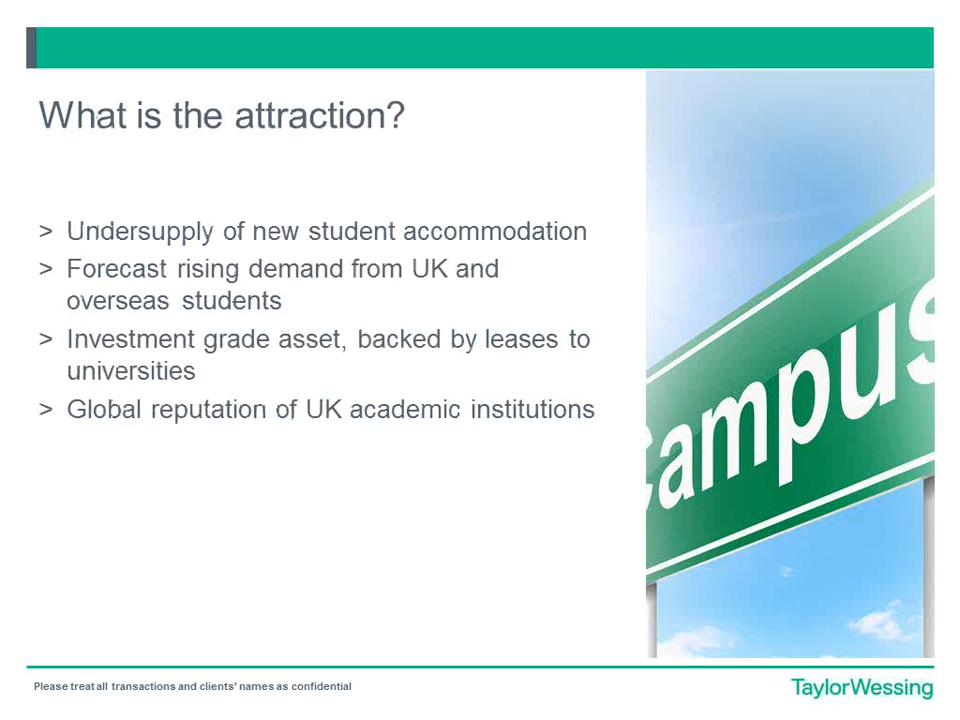 What is the attraction?
> Undersupply of new student accommodation
> Forecast rising demand from UK and
overseas students
> Investment grade asset, backed by leases to
universities
> Global reputation of UK academic institutions
Campus
Please treat all transactions and clients' names as confidential
TaylorWessing